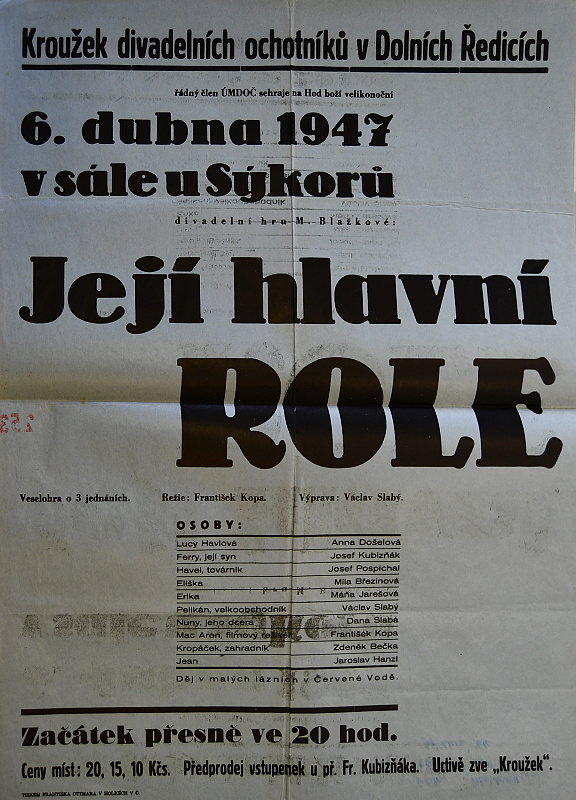 Kroužek divadelních ochotníků v Dolních Ředicích
řádný člen ÚMDOČ sehraje na Hod boží velikonoční
6. dubna 1947
v sále u Sýkorů
divadelní hru M. Blažkové:
Její hlavní
ROLE
Veselohra o 3 jednáních. Režie: František Kopa. Výprava: Václav Slabý.
OSOBY:
Lucy Havlová Anna Došelová
Ferry, její syn Josef Kubizňák
Havel, továrník Josef Pospíchal
Eliška Míla Březinová
Erika Máňa Jarešová
Pelikán, velkoobchodník Václav Slabý
Nuny, jeho dcera Dana Slabá
Mac Aron, filmový režisér František Kopa
Kropáček, zahradník Zdeněk Bečka
Jean Jaroslav Hanzl
Děj v malých lázních v Červené Vodě.
Začátek přesně ve 20 hod.
Ceny míst: 20, 15, 10 Kčs. Předprodej vstupenek u př. Fr. Kubizňáka. Uctivě zve „Kroužek".
TISKEM FRANTIŠKA OTTMARA V HOLICÍCH V Č.